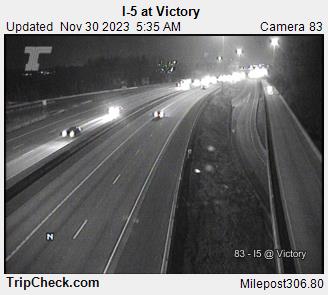 I-5 at Victory
Updated Nov 30 2023 5:35 AM Camera 83
N
83 - I5 @ Victory
TripCheck.com Milepost306.80